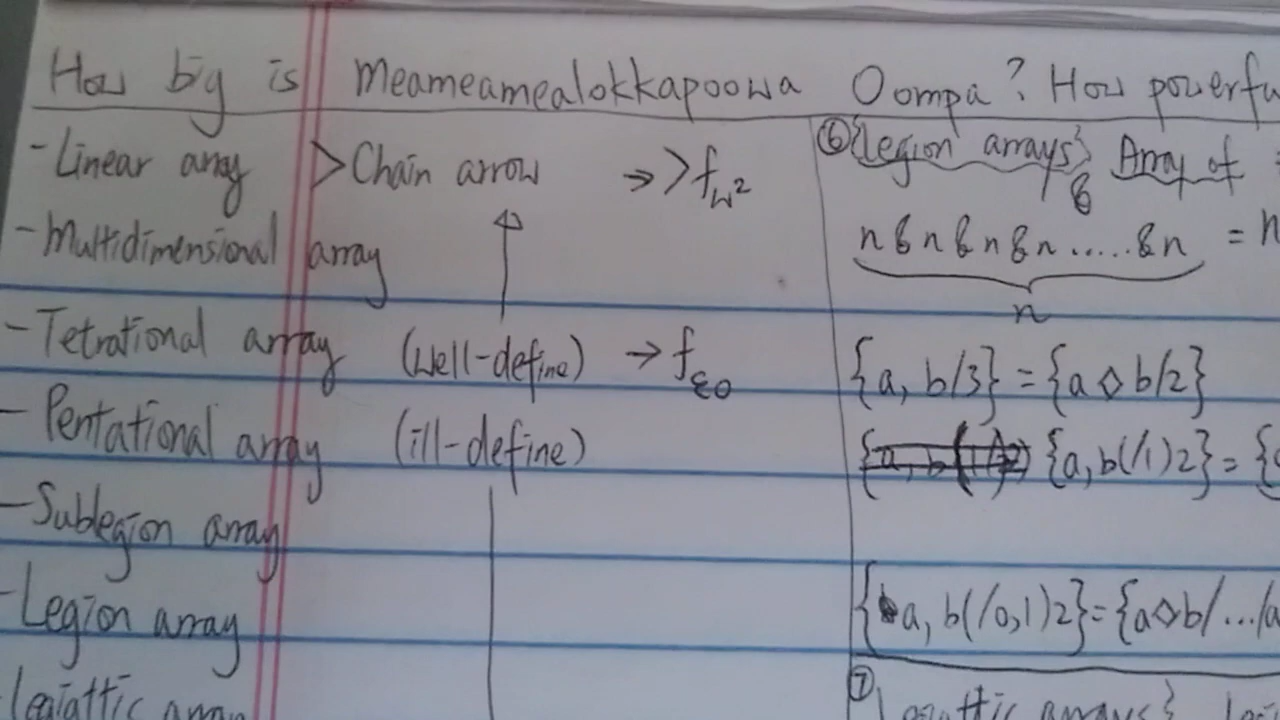 How big is Meameamealokkapoowa Oompa? How powerfu
- Linear array > Chain arrow → > f_ω²
- Multidimensional array ↑
- Tetrational array (well-define) → f_ε0
- Pentational array (ill-define)
- Sublegion array
- Legion array
- legiattic array
⑥ {Legion arrays} Array of
n & n & n & n ..... & n = n
n
{a, b/3} = {a ◇ b/2}
{a, b(/1)2} = {
{a, b(/0,1)2} = {a◇b/.../a
⑦